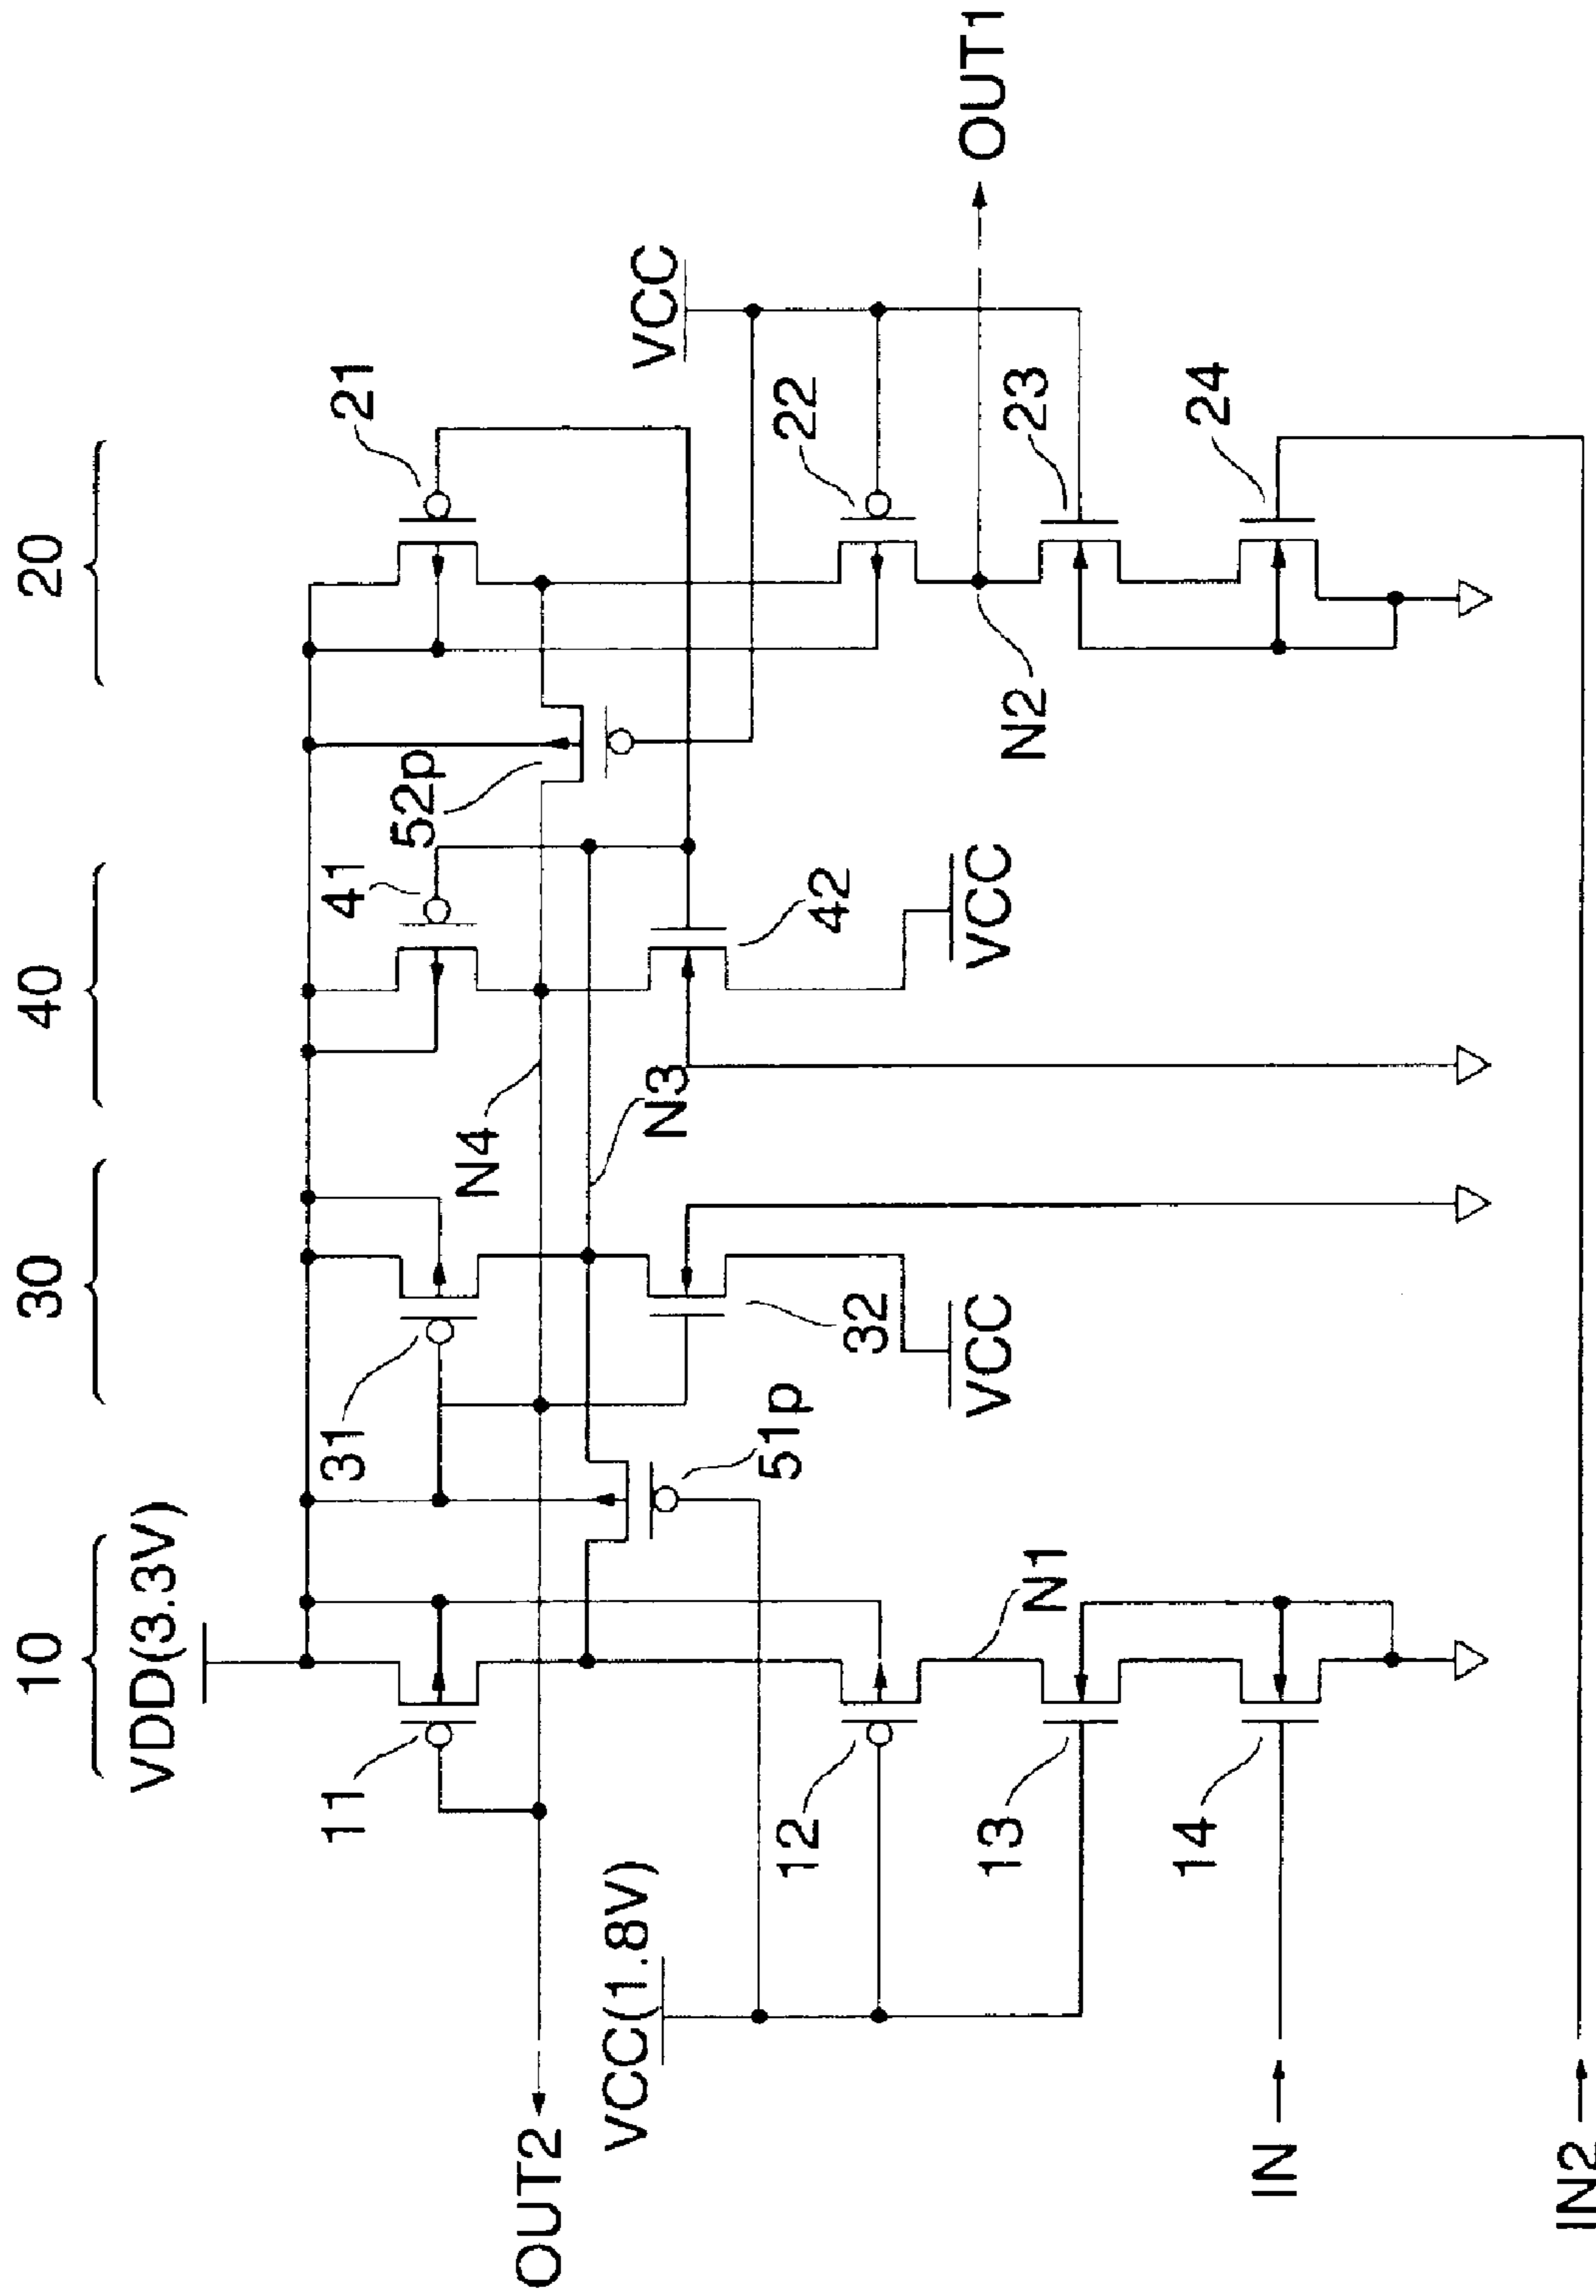 10
30
40
20
VDD(3.3V)
11
31
41
21
52p
OUT2
N4
VCC
VCC(1.8V)
N3
51p
32
42
22
12
VCC
VCC
OUT1
N1
N2
13
23
14
24
IN
IN2